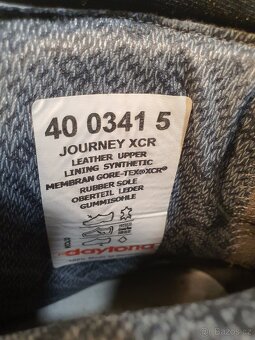 40 0341 5
JOURNEY XCR
LEATHER UPPER
LINING SYNTHETIC
MEMBRAN GORE-TEX®XCR®
RUBBER SOLE
OBERTEIL LEDER
GUMMISOHLE
daytona